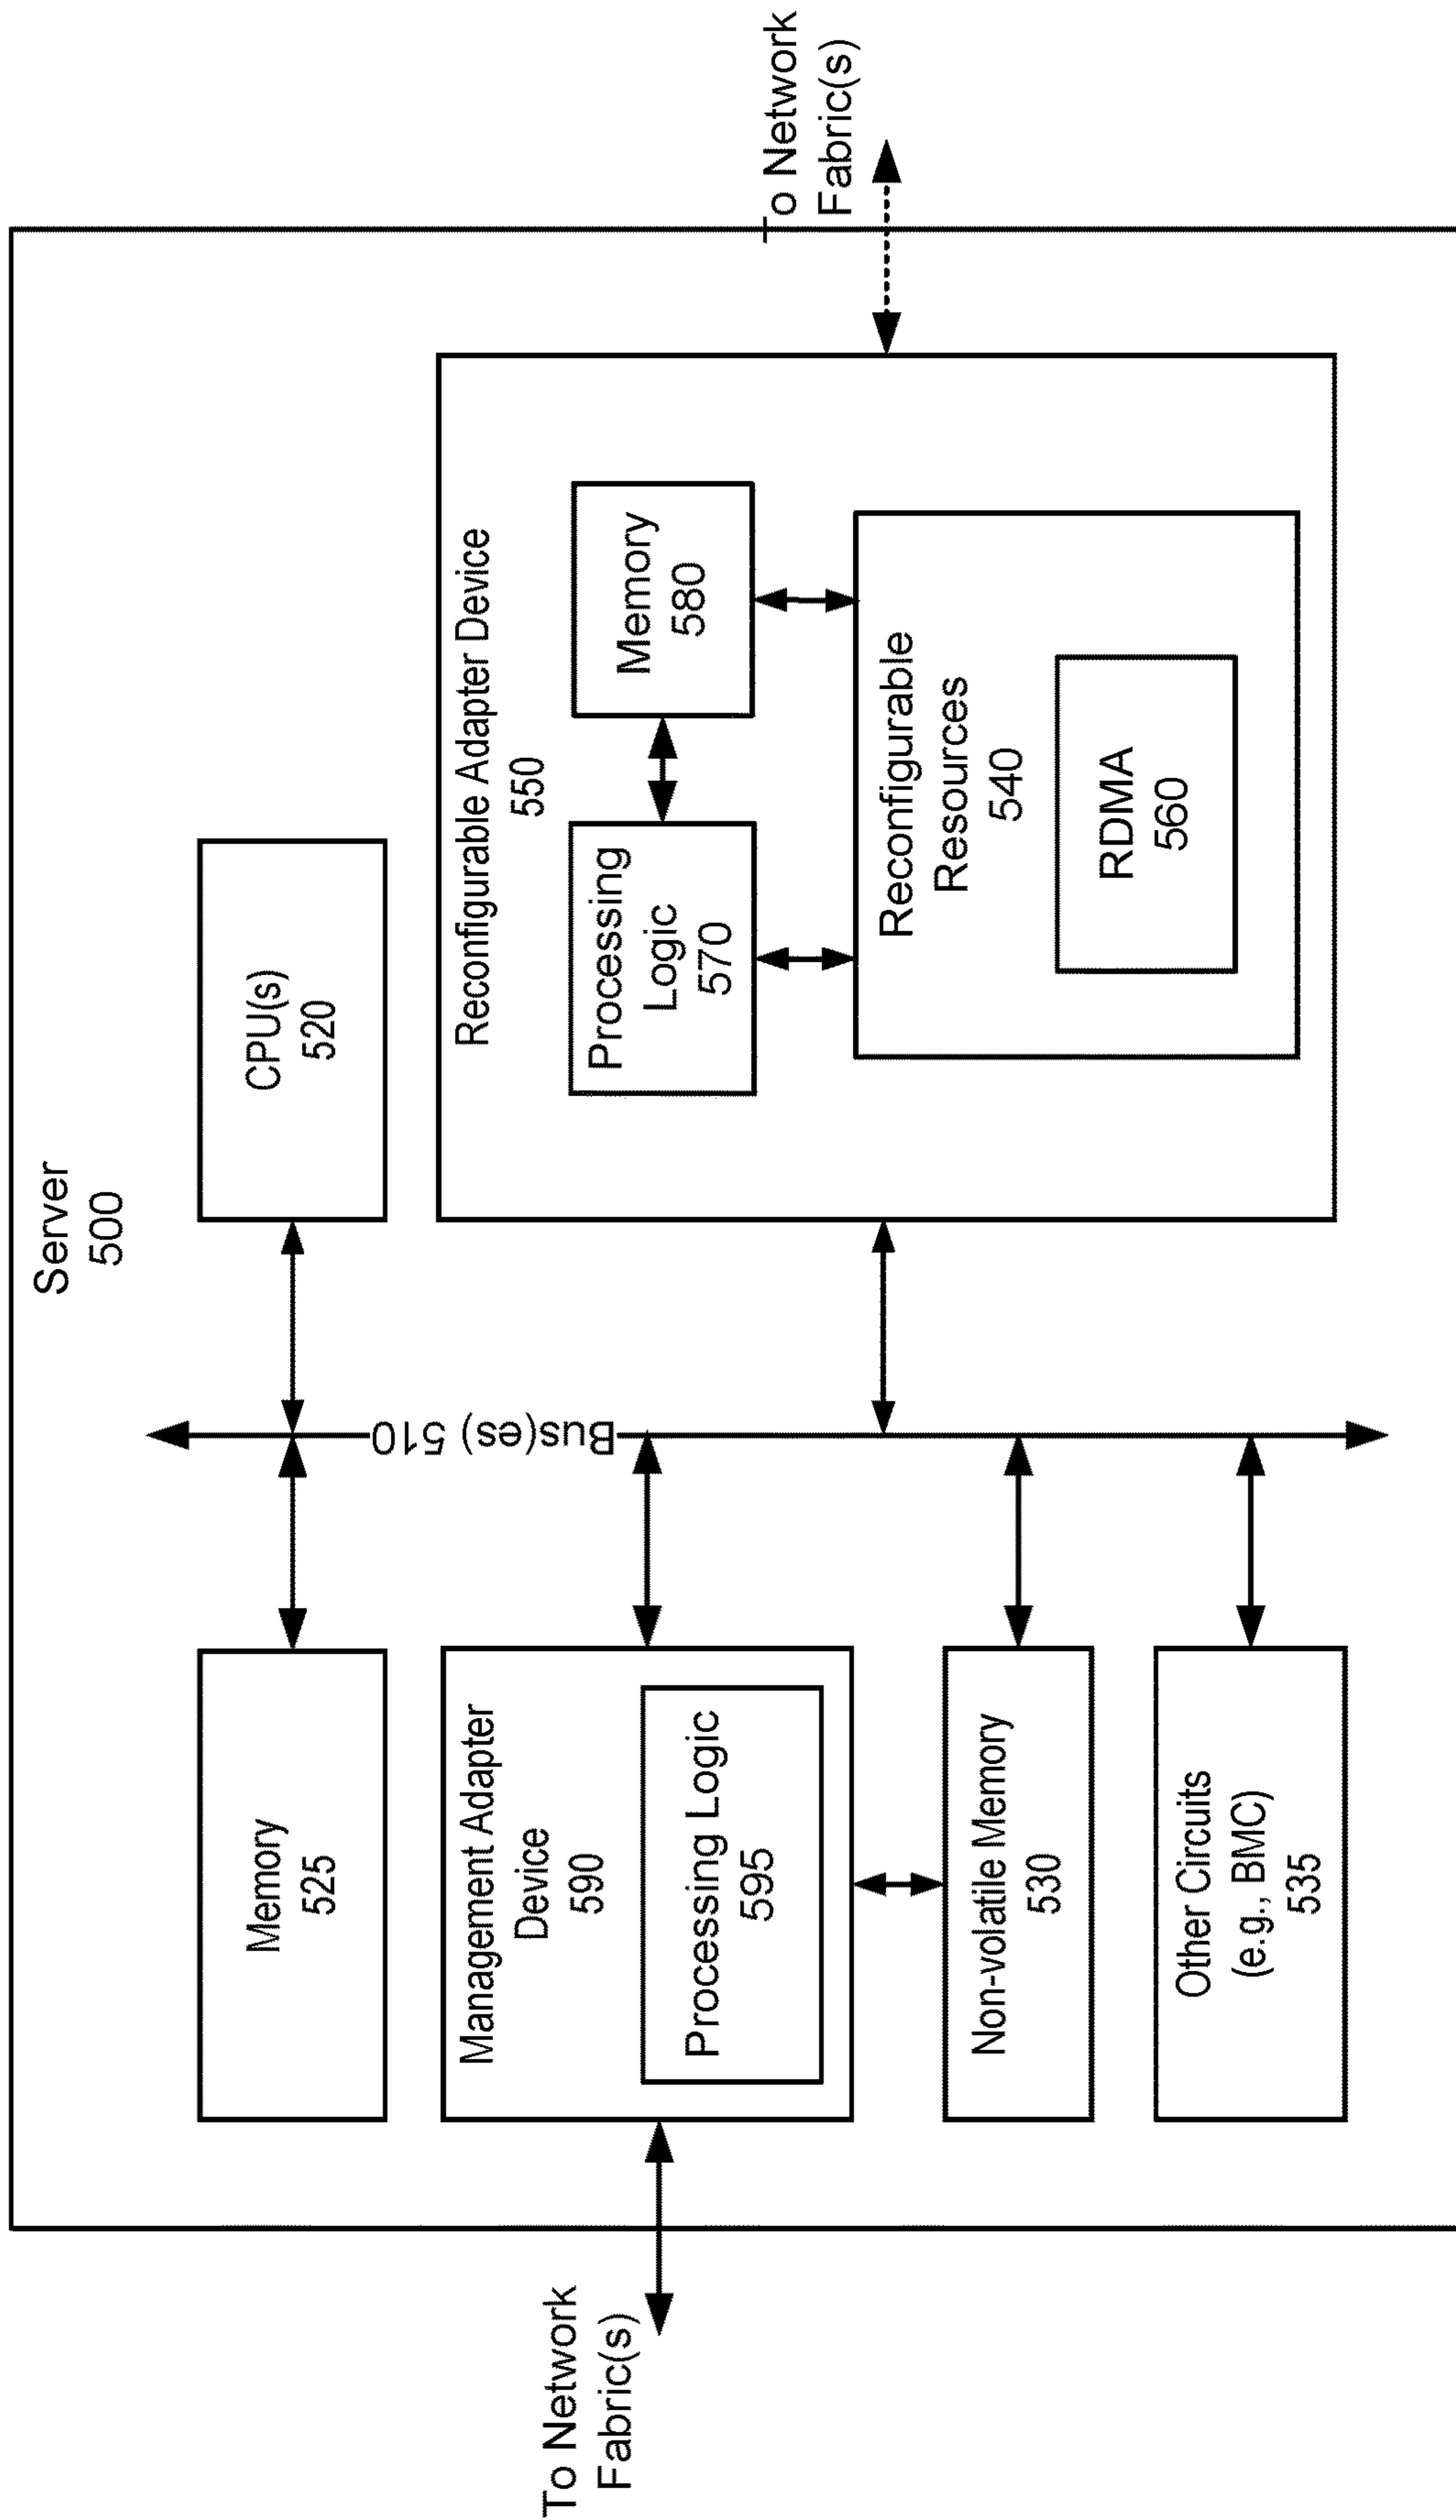 Server
500
Memory
525
CPU(s)
520
Bus(es) 510
To Network
Fabric(s)
Management Adapter
Device
590
Processing Logic
595
Non-volatile Memory
530
Other Circuits
(e.g., BMC)
535
Reconfigurable Adapter Device
550
Processing
Logic
570
Memory
580
Reconfigurable
Resources
540
RDMA
560
To Network
Fabric(s)